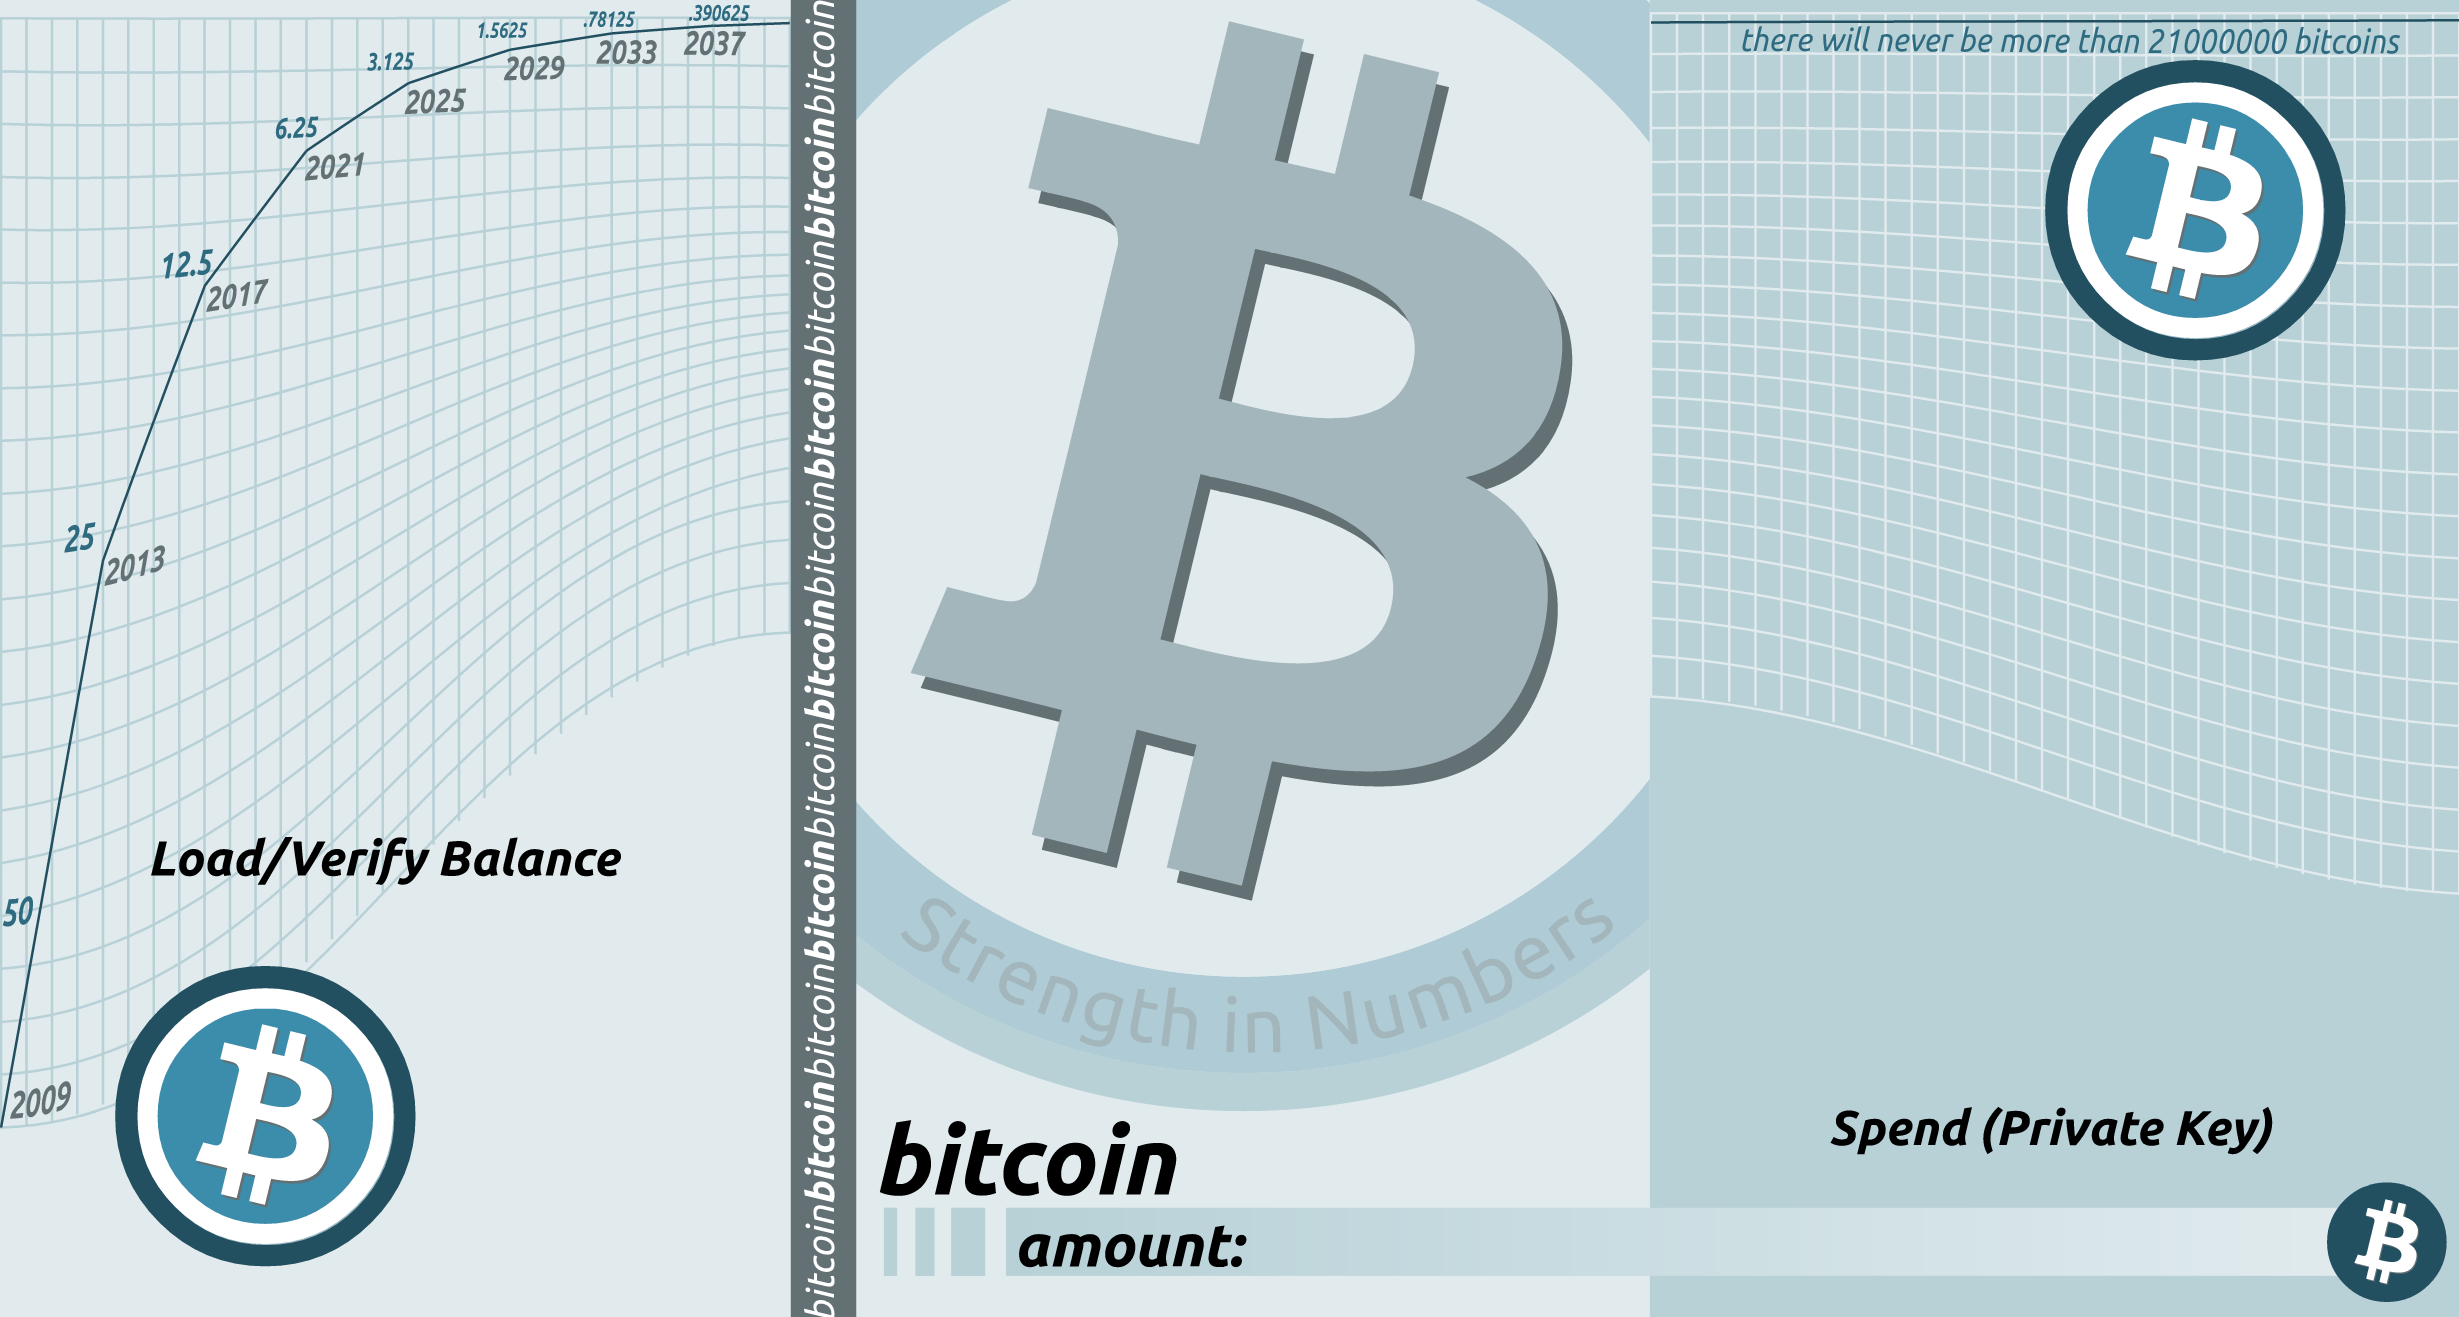 .390625
.78125
1.5625
2037
2033
3.125
2029
2025
6.25
2021
12.5
2017
25
2013
Load/Verify Balance
50
2009
bitcoinbitcoinbitcoinbitcoinbitcoinbitcoinbitcoinbitcoinbitcoinbitcoinbitcoin
Strength in Numbers
bitcoin
amount:
there will never be more than 21000000 bitcoins
Spend (Private Key)